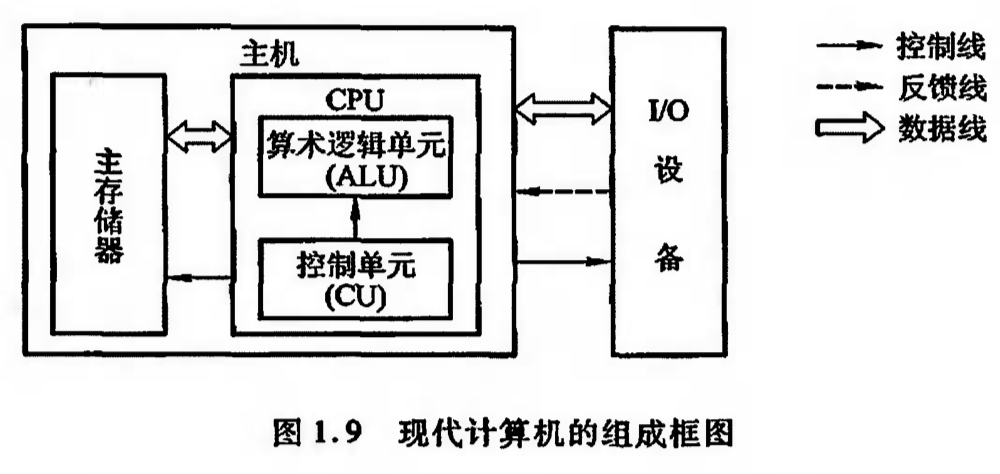 主机
CPU
算术逻辑单元
(ALU)
控制单元
(CU)
主存储器
I/O
设
备
控制线
反馈线
数据线
图 1.9 现代计算机的组成框图